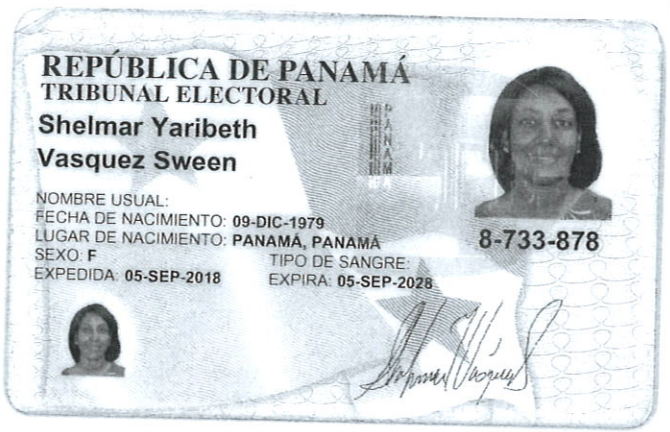 REPÚBLICA DE PANAMÁ
TRIBUNAL ELECTORAL
Shelmar Yaribeth
Vasquez Sween
PANAMÁ
NOMBRE USUAL:
FECHA DE NACIMIENTO: 09-DIC-1979
LUGAR DE NACIMIENTO: PANAMÁ, PANAMÁ
8-733-878
SEXO: F TIPO DE SANGRE:
EXPEDIDA: 05-SEP-2018 EXPIRA: 05-SEP-2028